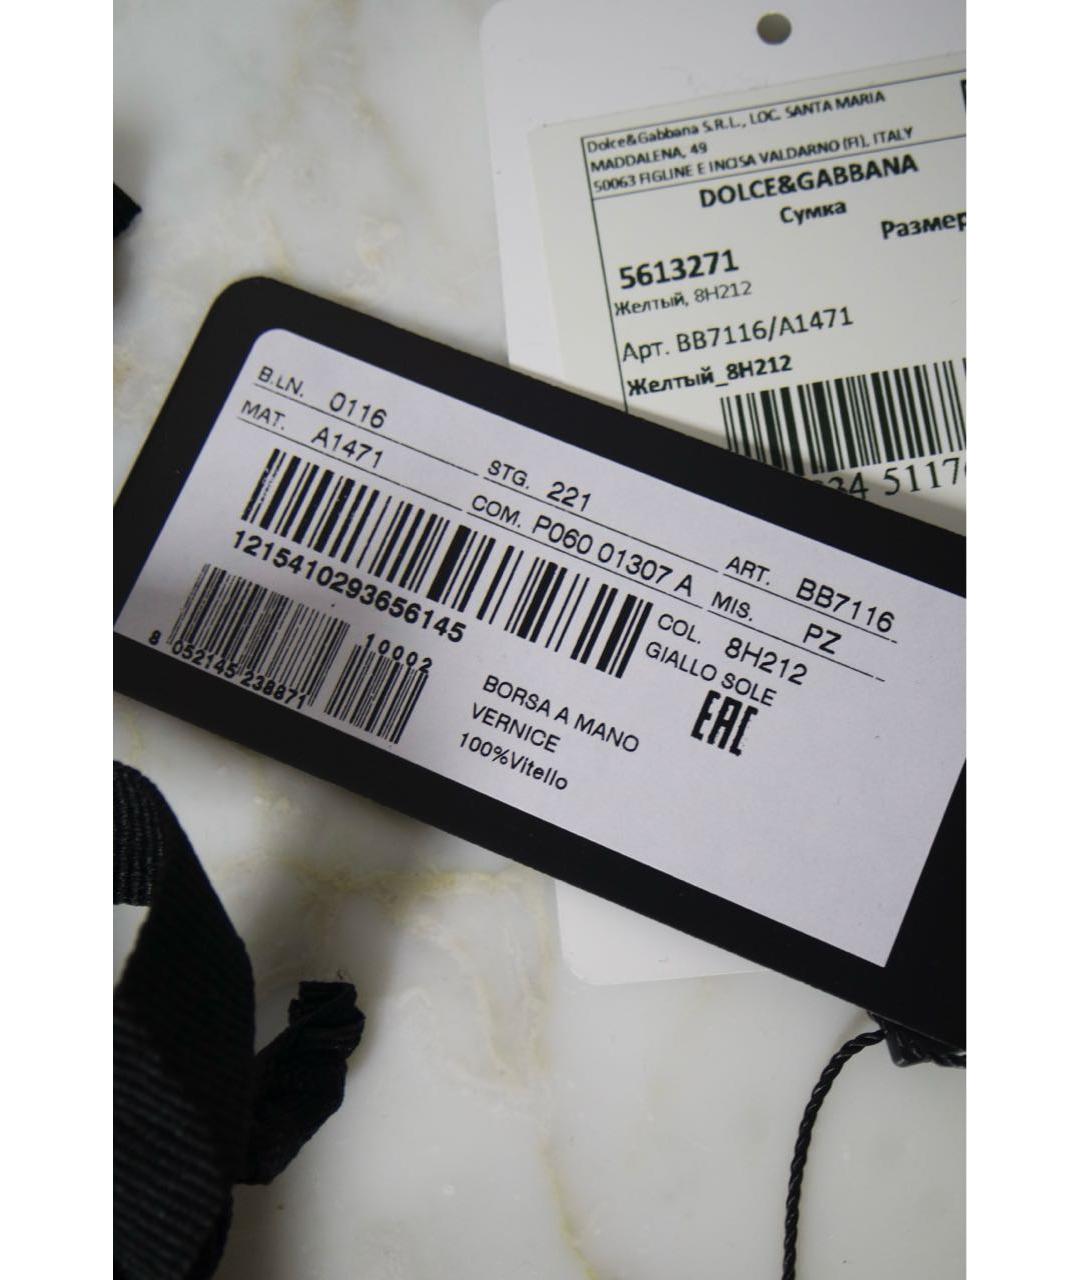 Dolce&Gabbana S.R.L., LOC. SANTA MARIA
MADDALENA, 49
50063 FIGLINE E INCISA VALDARNO (FI), ITALY
DOLCE&GABBANA
Сумка
Размер
5613271
Желтый, 8H212
Арт. BB7116/A1471
Желтый_8H212
34 5117
B.LN. 0116
STG. 221
ART. BB7116
MAT. A1471
COM. P060 01307 A
MIS. PZ
1215410293656145
COL. 8H212
GIALLO SOLE
10002
8 052145 238871
EAC
BORSA A MANO
VERNICE
100%Vitello